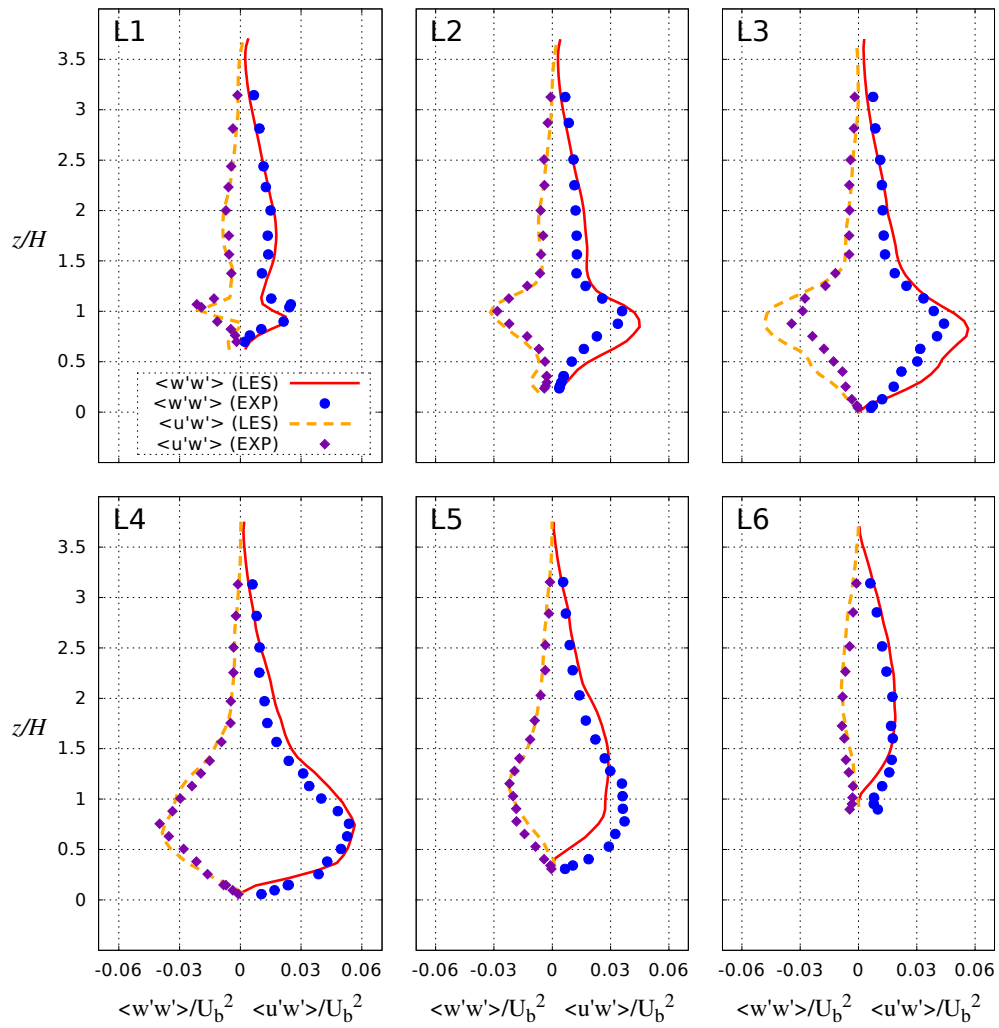 L1 L2 L3
3.5
3
2.5
2
z/H
1.5
1
0.5
<w'w'> (LES)
<w'w'> (EXP)
0
<u'w'> (LES)
<u'w'> (EXP)
L4 L5 L6
3.5
3
2.5
2
z/H
1.5
1
0.5
0
-0.06 -0.03 0 0.03 0.06 -0.06 -0.03 0 0.03 0.06 -0.06 -0.03 0 0.03 0.06
<w'w'>/U_b^2 <u'w'>/U_b^2 <w'w'>/U_b^2 <u'w'>/U_b^2 <w'w'>/U_b^2 <u'w'>/U_b^2